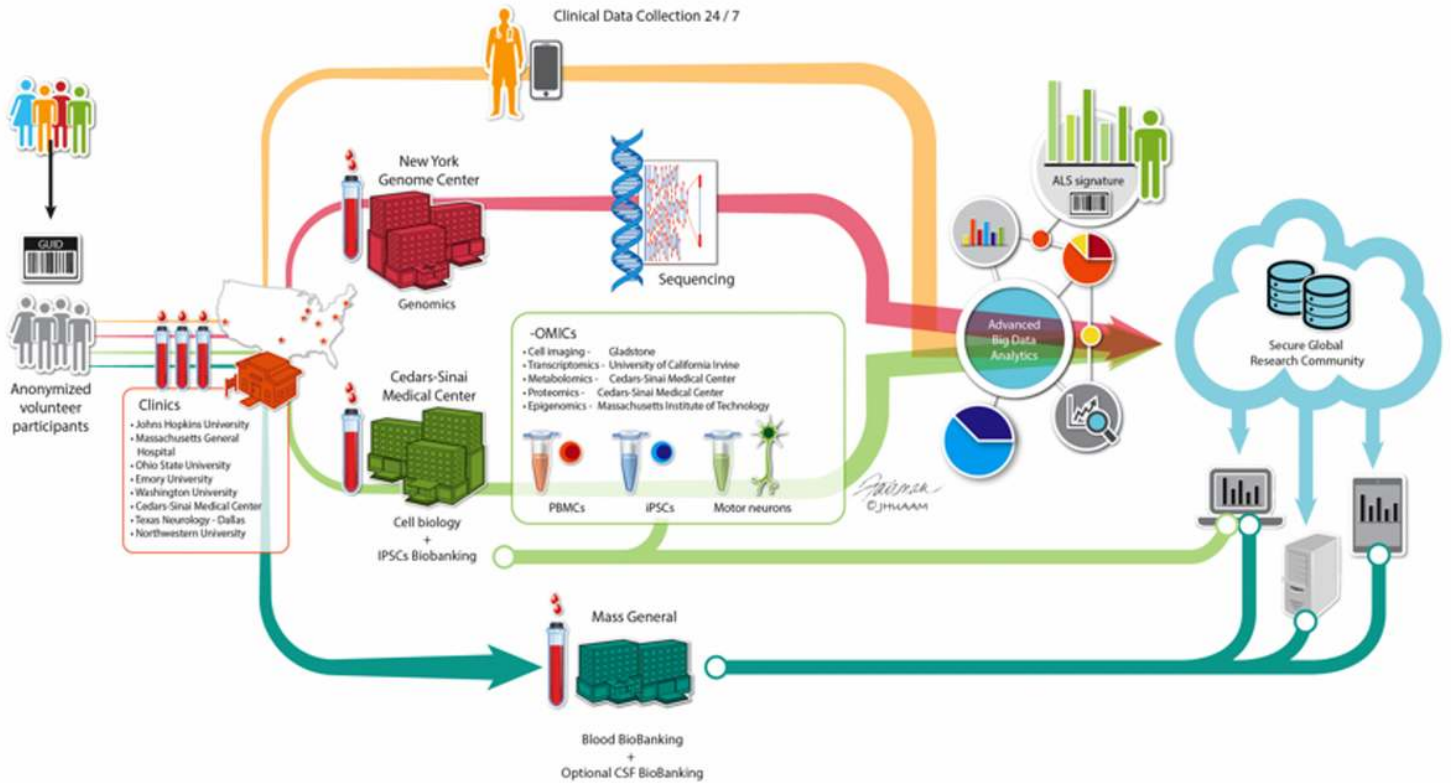 Clinical Data Collection 24 / 7
GUID
Anonymized
volunteer
participants
Clinics
• Johns Hopkins University
• Massachusetts General
Hospital
• Ohio State University
• Emory University
• Washington University
• Cedars-Sinai Medical Center
• Texas Neurology - Dallas
• Northwestern University
New York
Genome Center
Genomics
Sequencing
Cedars-Sinai
Medical Center
Cell biology
+
IPSCs Biobanking
-OMICs
• Cell imaging - Gladstone
• Transcriptomics - University of California Irvine
• Metabolomics - Cedars-Sinai Medical Center
• Proteomics - Cedars-Sinai Medical Center
• Epigenomics - Massachusetts Institute of Technology
PBMCs
iPSCs
Motor neurons
©JHUAAM
Mass General
Blood BioBanking
+
Optional CSF BioBanking
ALS signature
Advanced
Big Data
Analytics
Secure Global
Research Community